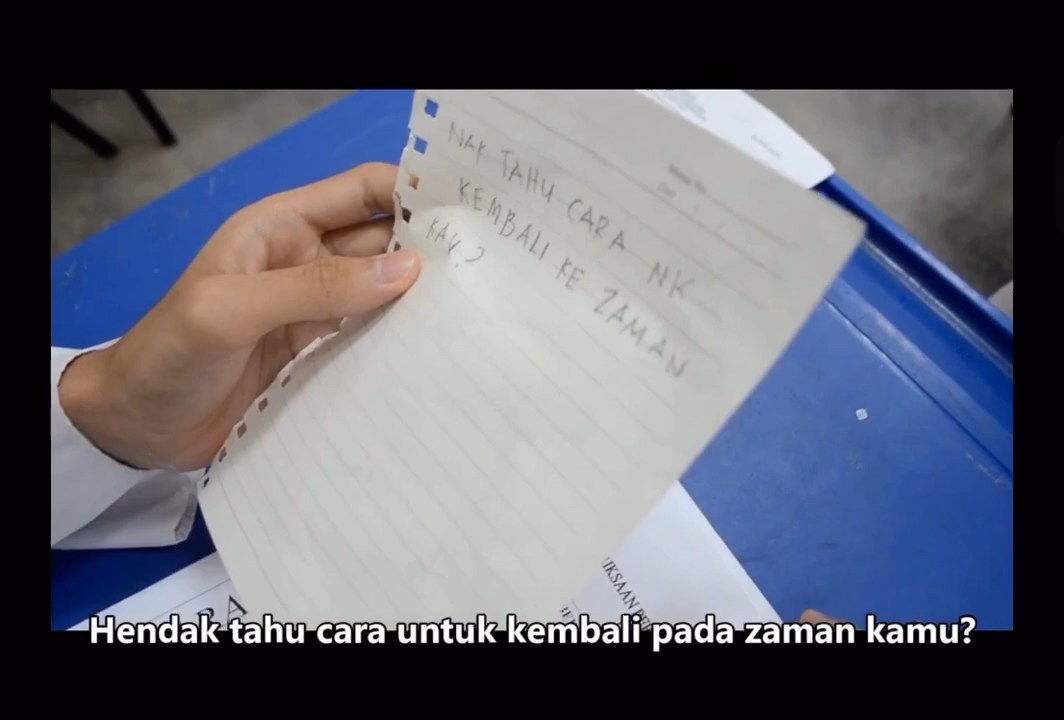 NAK TAHU CARA NK
KEMBALI KE ZAMAN
KAU?
Hendak tahu cara untuk kembali pada zaman kamu?